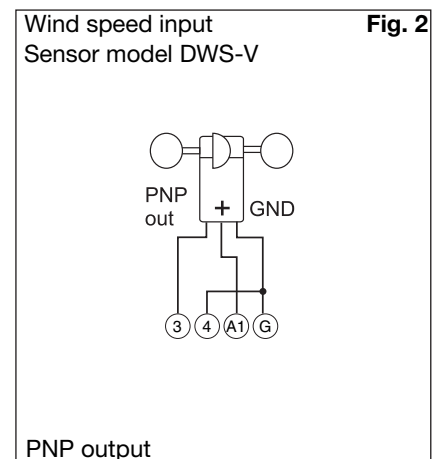 Wind speed input Fig. 2
Sensor model DWS-V
PNP
out
+ GND
3 4 A1 G
PNP output